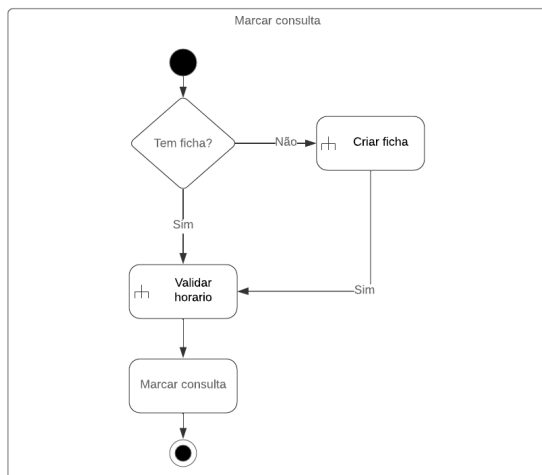 Marcar consulta
Tem ficha?
Não
Criar ficha
Sim
Validar
horario
Sim
Marcar consulta